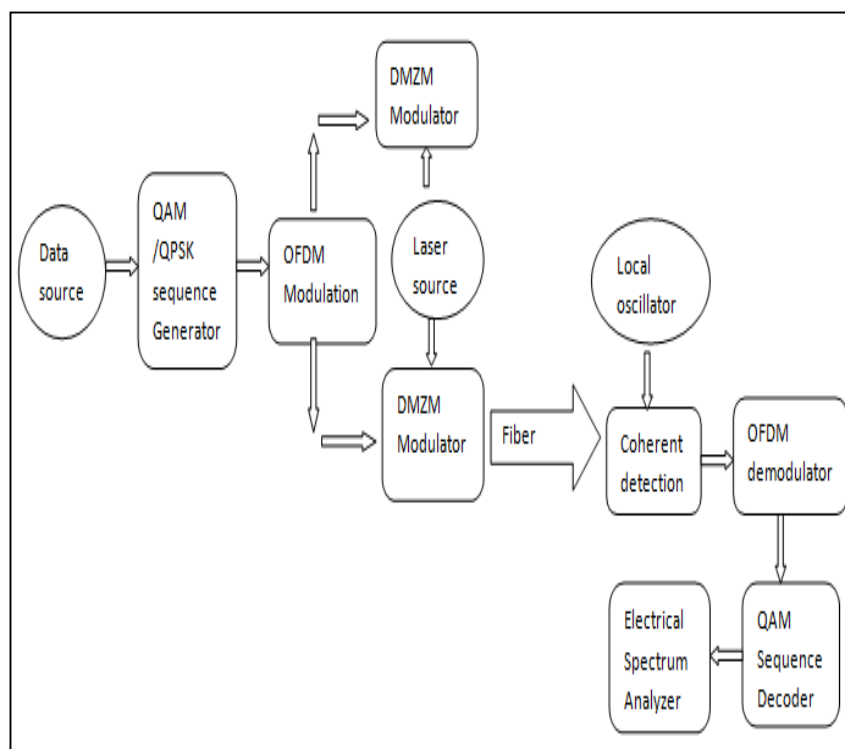 DMZM
Modulator
Data
source
QAM
/QPSK
sequence
Generator
OFDM
Modulation
Laser
source
Local
oscillator
DMZM
Modulator
Fiber
Coherent
detection
OFDM
demodulator
Electrical
Spectrum
Analyzer
QAM
Sequence
Decoder